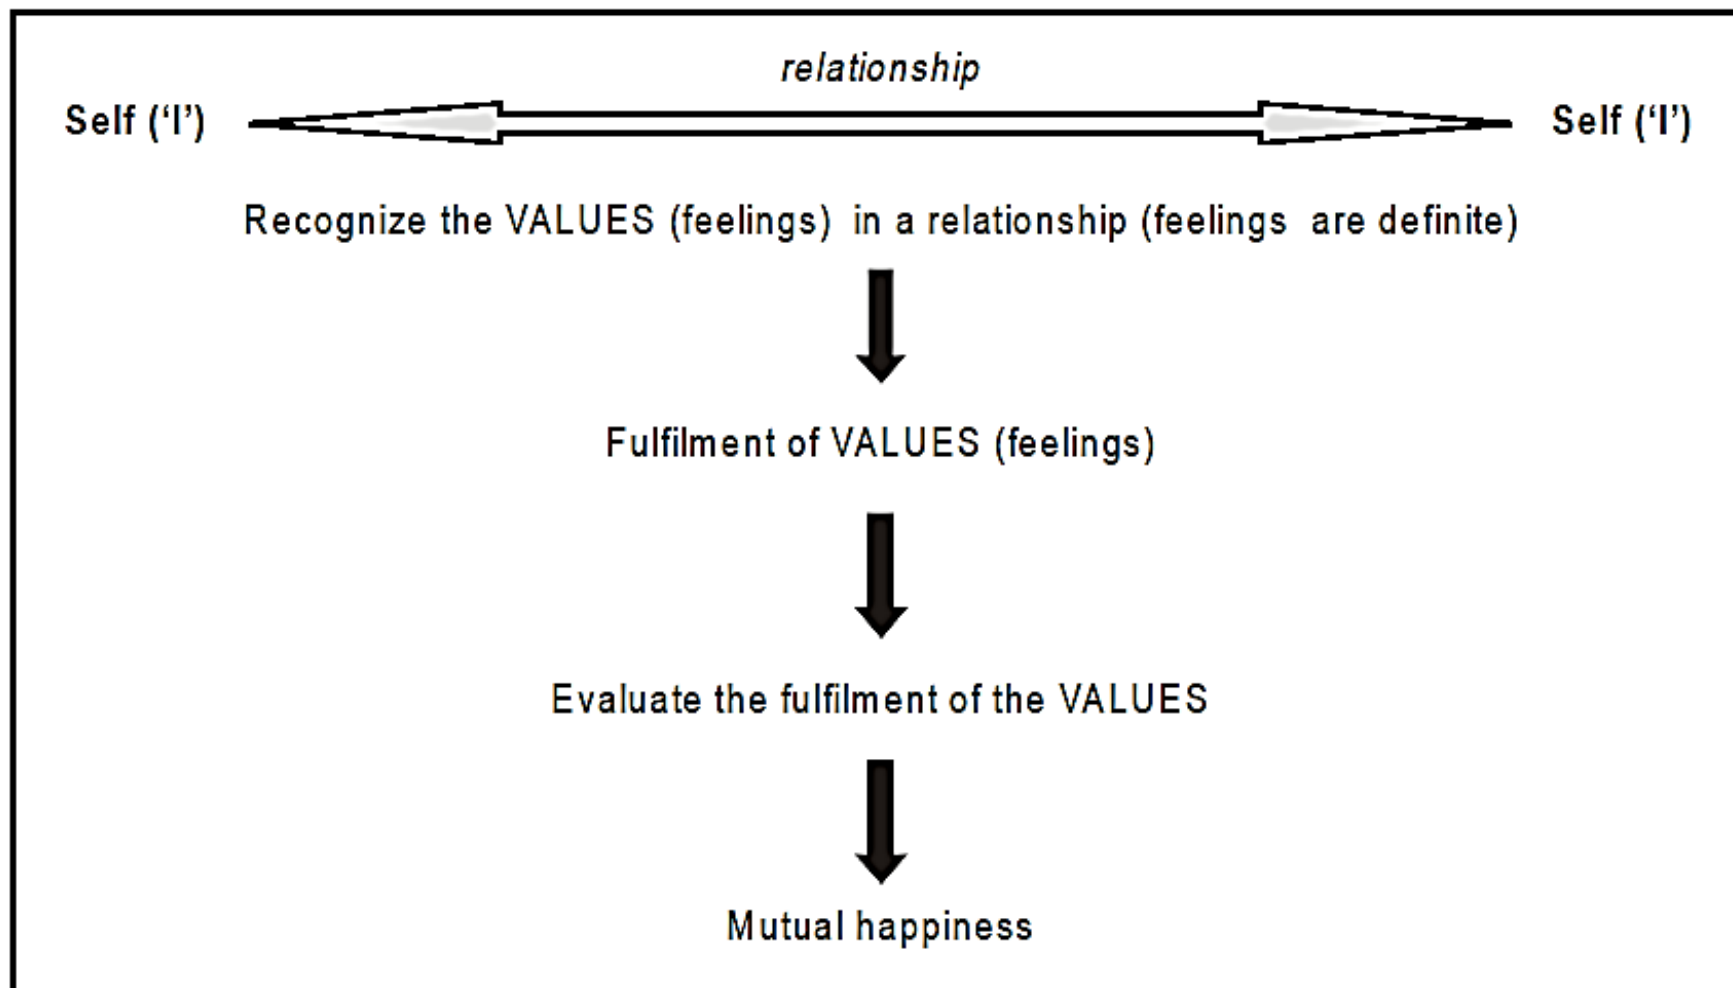 relationship
Self (‘I’) Self (‘I’)
Recognize the VALUES (feelings) in a relationship (feelings are definite)
Fulfilment of VALUES (feelings)
Evaluate the fulfilment of the VALUES
Mutual happiness